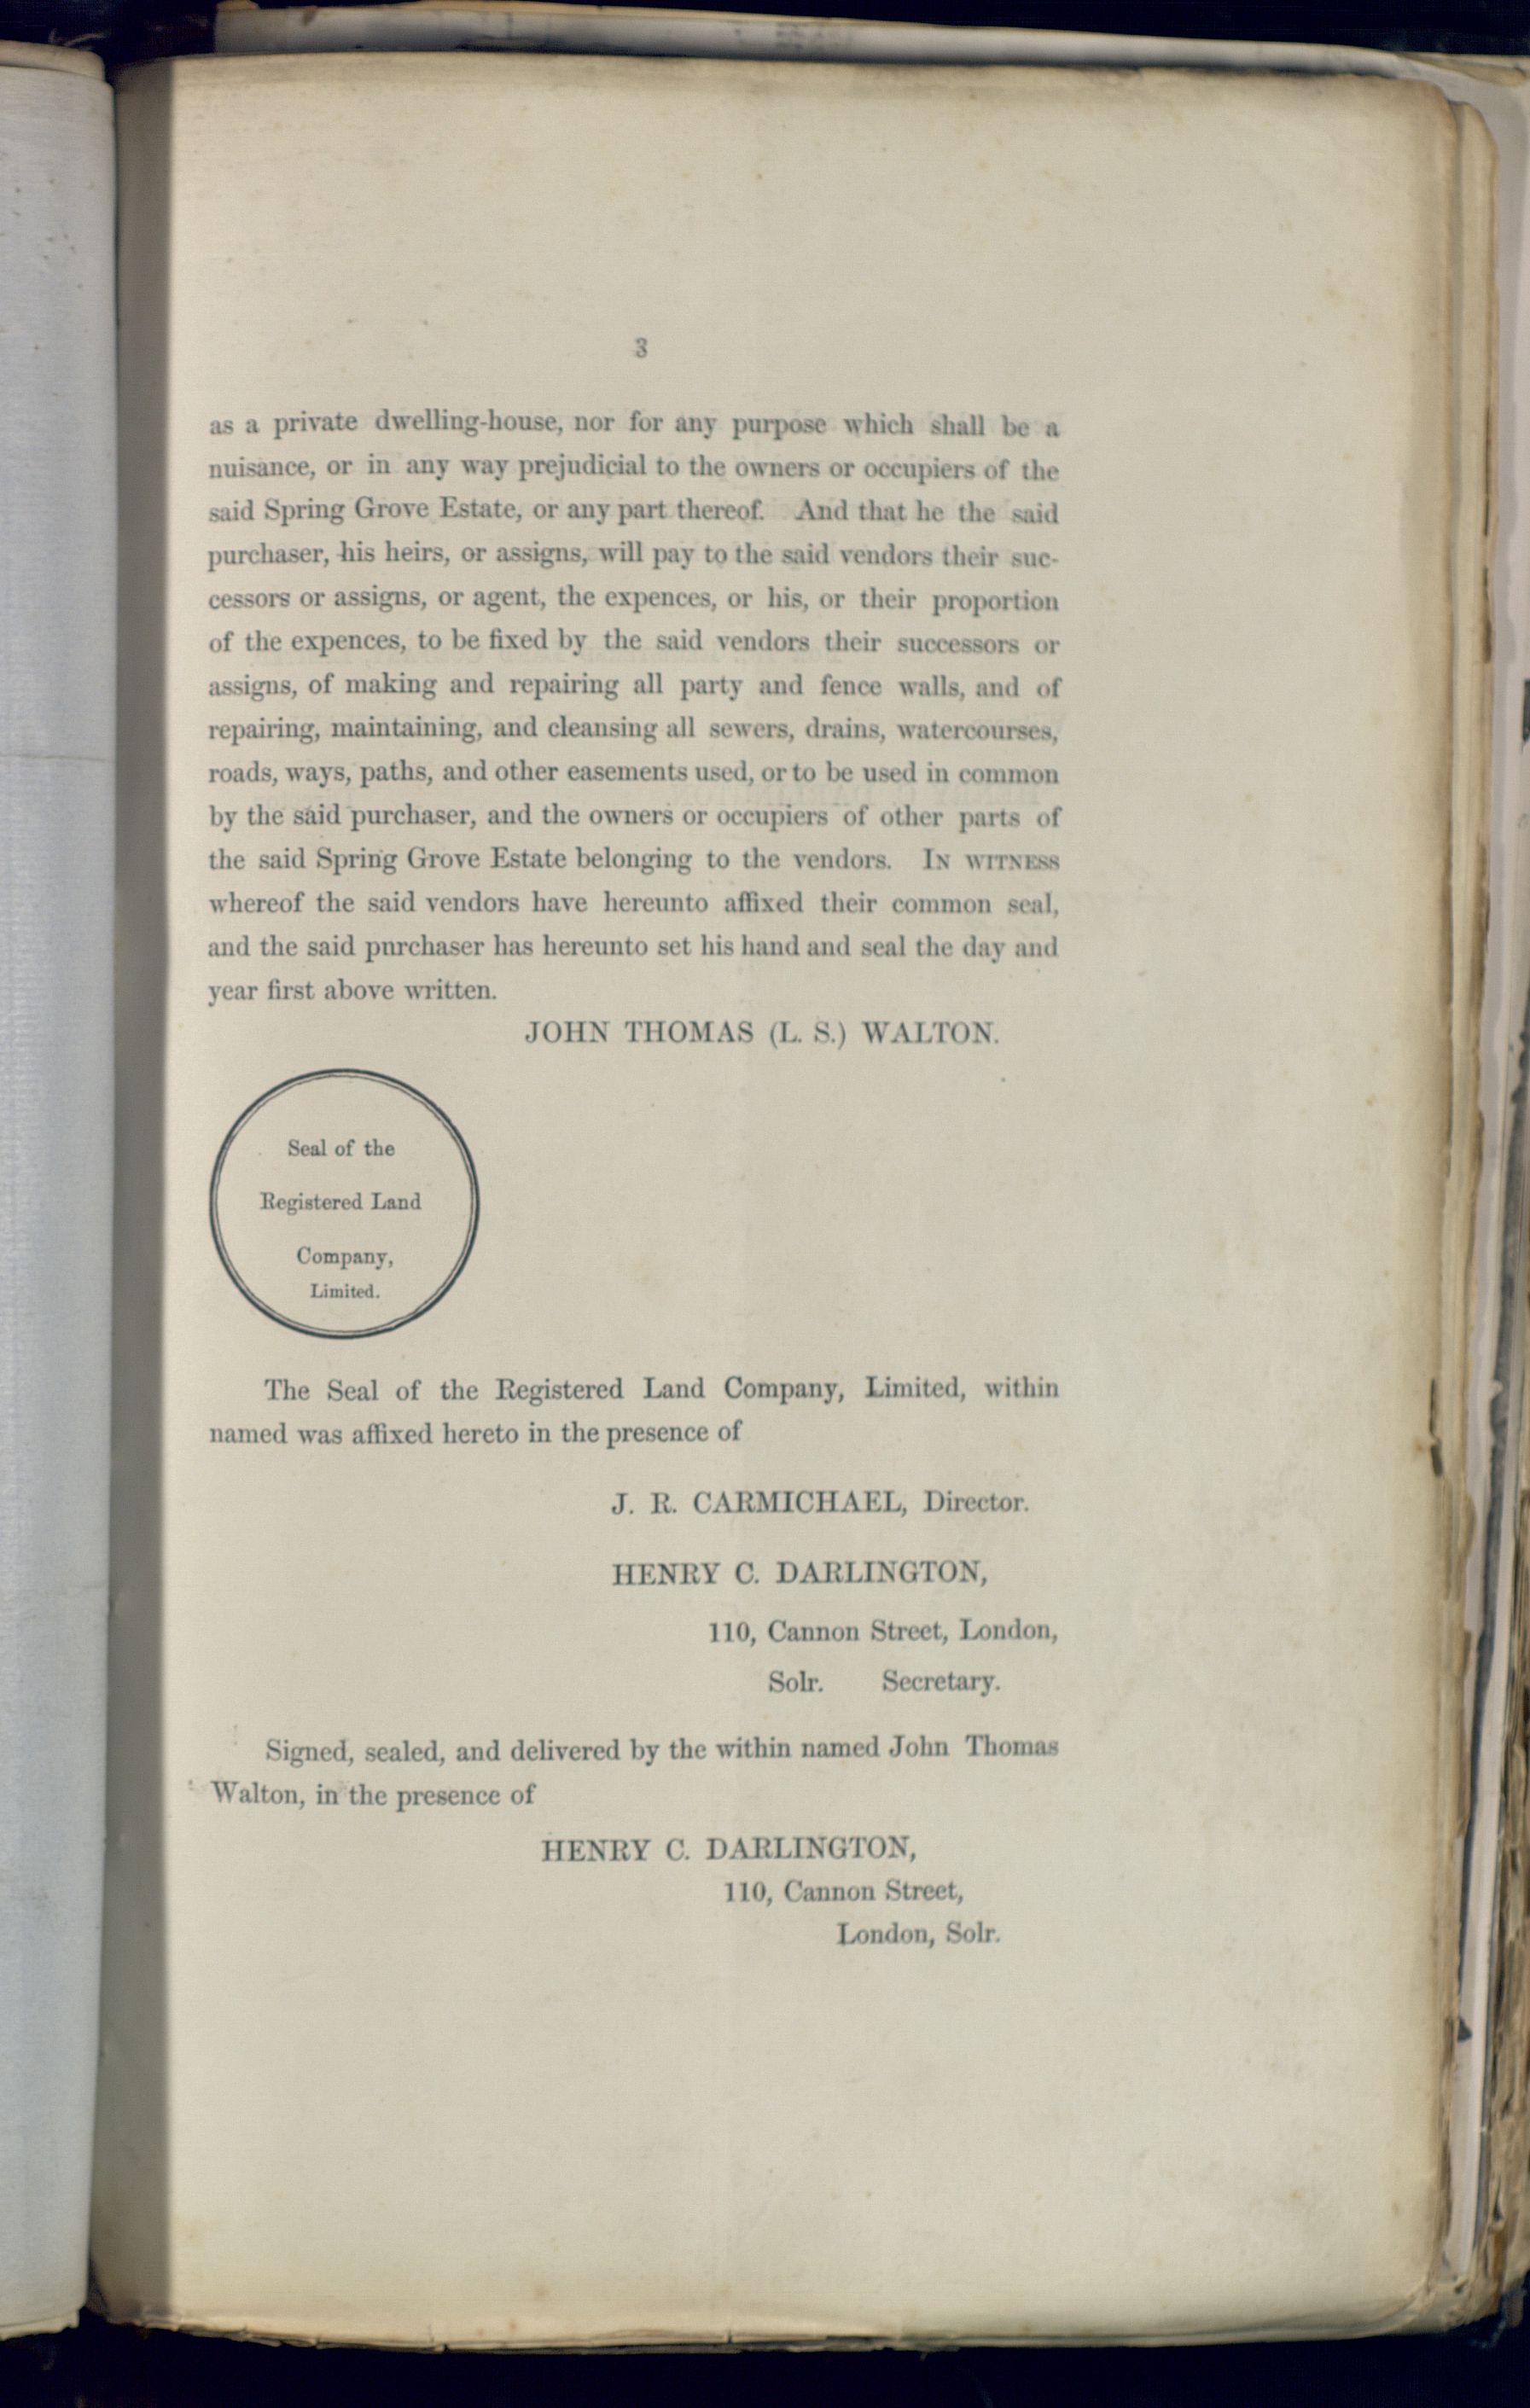 3
as a private dwelling-house, nor for any purpose which shall be a
nuisance, or in any way prejudicial to the owners or occupiers of the
said Spring Grove Estate, or any part thereof. And that he the said
purchaser, his heirs, or assigns, will pay to the said vendors their suc-
cessors or assigns, or agent, the expences, or his, or their proportion
of the expences, to be fixed by the said vendors their successors or
assigns, of making and repairing all party and fence walls, and of
repairing, maintaining, and cleansing all sewers, drains, watercourses,
roads, ways, paths, and other easements used, or to be used in common
by the said purchaser, and the owners or occupiers of other parts of
the said Spring Grove Estate belonging to the vendors. IN WITNESS
whereof the said vendors have hereunto affixed their common seal,
and the said pnrchaser has hereunto set his hand and seal the day and
year first above written.
JOHN THOMAS (L. S.) WALTON.
Seal of the
Registered Land
Company,
Limited.
The Seal of the Registered Land Company, Limited, within
named was affixed hereto in the presence of
J. R. CARMICHAEL, Director.
HENRY C. DARLINGTON,
110, Cannon Street, London,
Solr. Secretary.
Signed, sealed, and delivered by the within named John Thomas
Walton, in the presence of
HENRY C. DARLINGTON,
110, Cannon Street,
London, Solr.